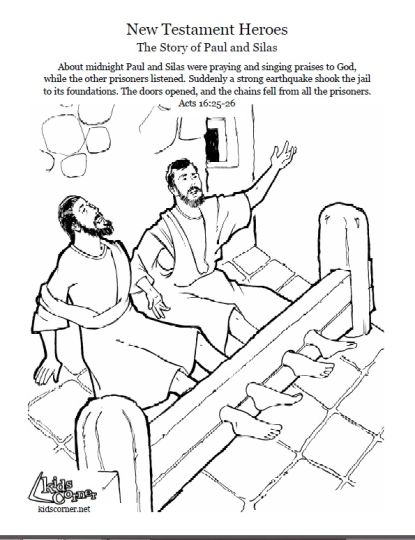 New Testament Heroes
The Story of Paul and Silas
About midnight Paul and Silas were praying and singing praises to God,
while the other prisoners listened. Suddenly a strong earthquake shook the jail
to its foundations. The doors opened, and the chains fell from all the prisoners.
Acts 16:25-26
kids
corner
kidscorner.net